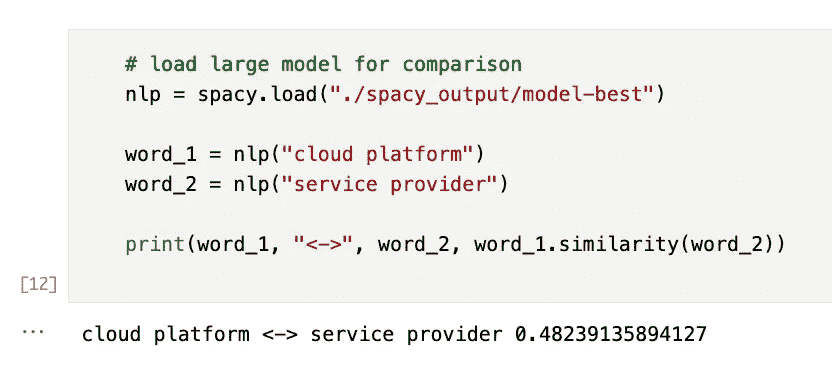 # load large model for comparison
nlp = spacy.load("./spacy_output/model-best")
word_1 = nlp("cloud platform")
word_2 = nlp("service provider")
print(word_1, "<->", word_2, word_1.similarity(word_2))
[12]
... cloud platform <-> service provider 0.48239135894127